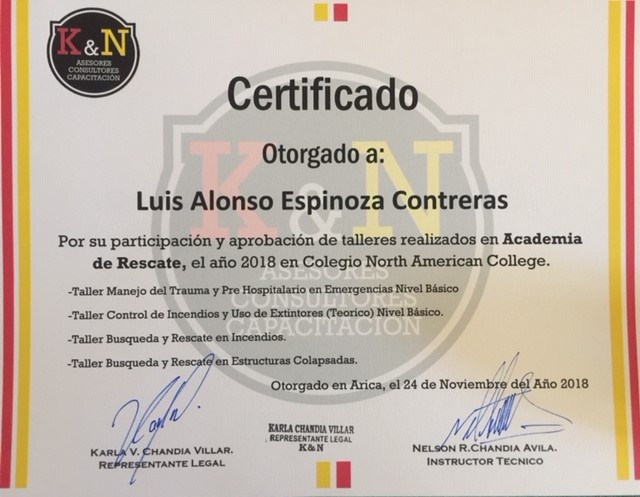 K&N
ASESORES
CONSULTORES
CAPACITACIÓN
Certificado
Otorgado a:
Luis Alonso Espinoza Contreras
Por su participación y aprobación de talleres realizados en Academia
de Rescate, el año 2018 en Colegio North American College.
K&N
ASESORES
CONSULTORES
CAPACITACIÓN
-Taller Manejo del Trauma y Pre Hospitalario en Emergencias Nivel Básico
-Taller Control de Incendios y Uso de Extintores (Teorico) Nivel Básico.
-Taller Busqueda y Rescate en Incendios.
-Taller Busqueda y Rescate en Estructuras Colapsadas.
Otorgado en Arica, el 24 de Noviembre del Año 2018
KARLA V. CHANDIA VILLAR.
REPRESENTANTE LEGAL
KARLA CHANDIA VILLAR
REPRESENTANTE LEGAL
K&N
NELSON R.CHANDIA AVILA.
INSTRUCTOR TECNICO